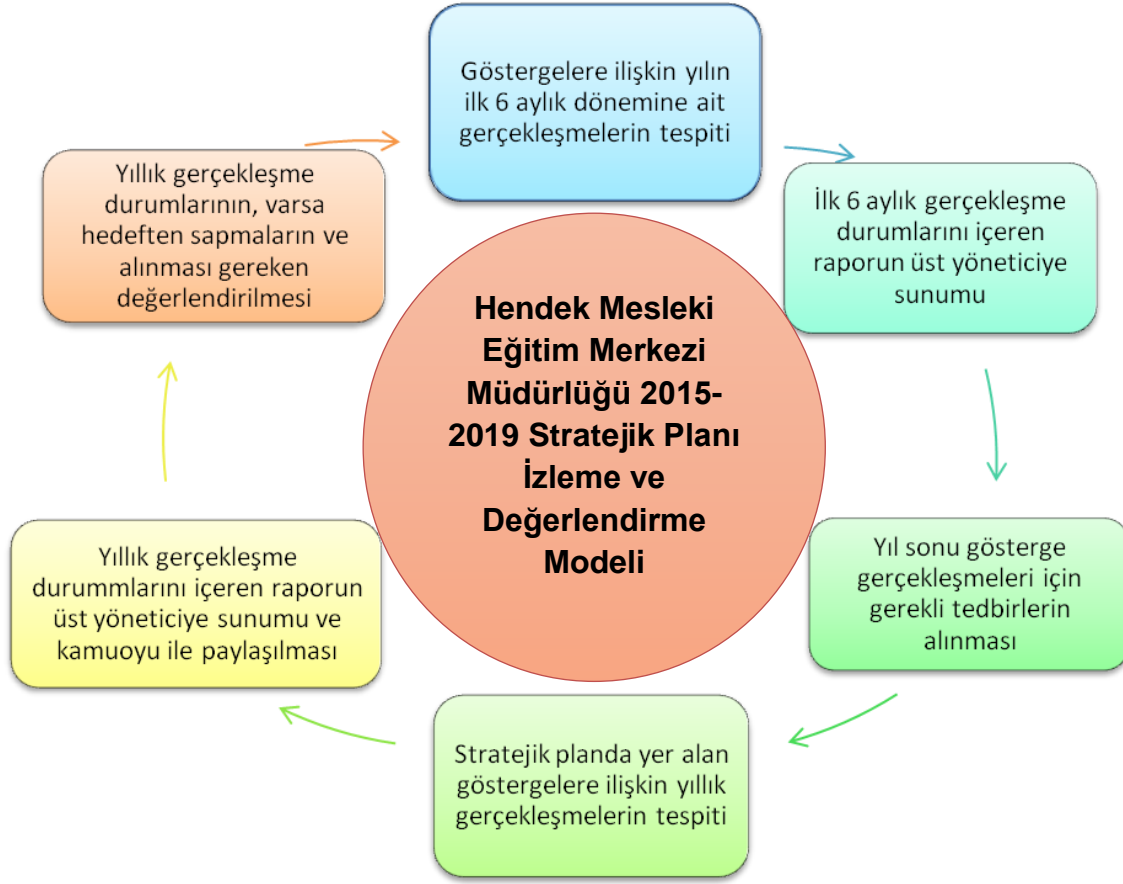 Göstergelere ilişkin yılın
ilk 6 aylık dönemine ait
gerçekleşmelerin tespiti
İlk 6 aylık gerçekleşme
durumlarını içeren
raporun üst yöneticiye
sunumu
Yıl sonu gösterge
gerçekleşmeleri için
gerekli tedbirlerin
alınması
Stratejik planda yer alan
göstergelere ilişkin yıllık
gerçekleşmelerin tespiti
Yıllık gerçekleşme
durummlarını içeren raporun
üst yöneticiye sunumu ve
kamuoyu ile paylaşılması
Yıllık gerçekleşme
durumlarının, varsa
hedeften sapmaların ve
alınması gereken
değerlendirilmesi
Hendek Mesleki
Eğitim Merkezi
Müdürlüğü 2015-
2019 Stratejik Planı
İzleme ve
Değerlendirme
Modeli